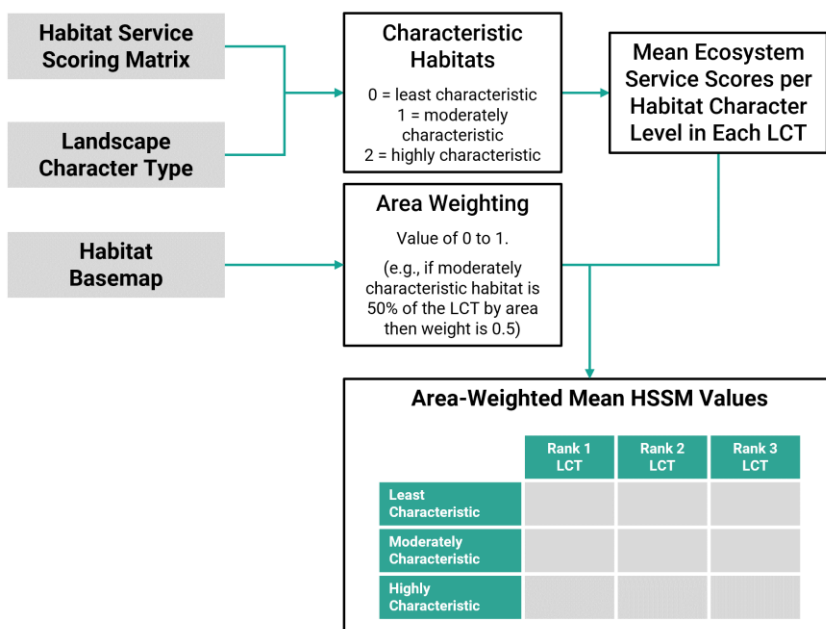 Habitat Service
Scoring Matrix
Landscape
Character Type
Habitat
Basemap
Characteristic
Habitats
0 = least characteristic
1 = moderately
characteristic
2 = highly characteristic
Area Weighting
Value of 0 to 1.
(e.g., if moderately
characteristic habitat is
50% of the LCT by area
then weight is 0.5)
Mean Ecosystem
Service Scores per
Habitat Character
Level in Each LCT
Area-Weighted Mean HSSM Values
Rank 1
LCT
Rank 2
LCT
Rank 3
LCT
Least
Characteristic
Moderately
Characteristic
Highly
Characteristic